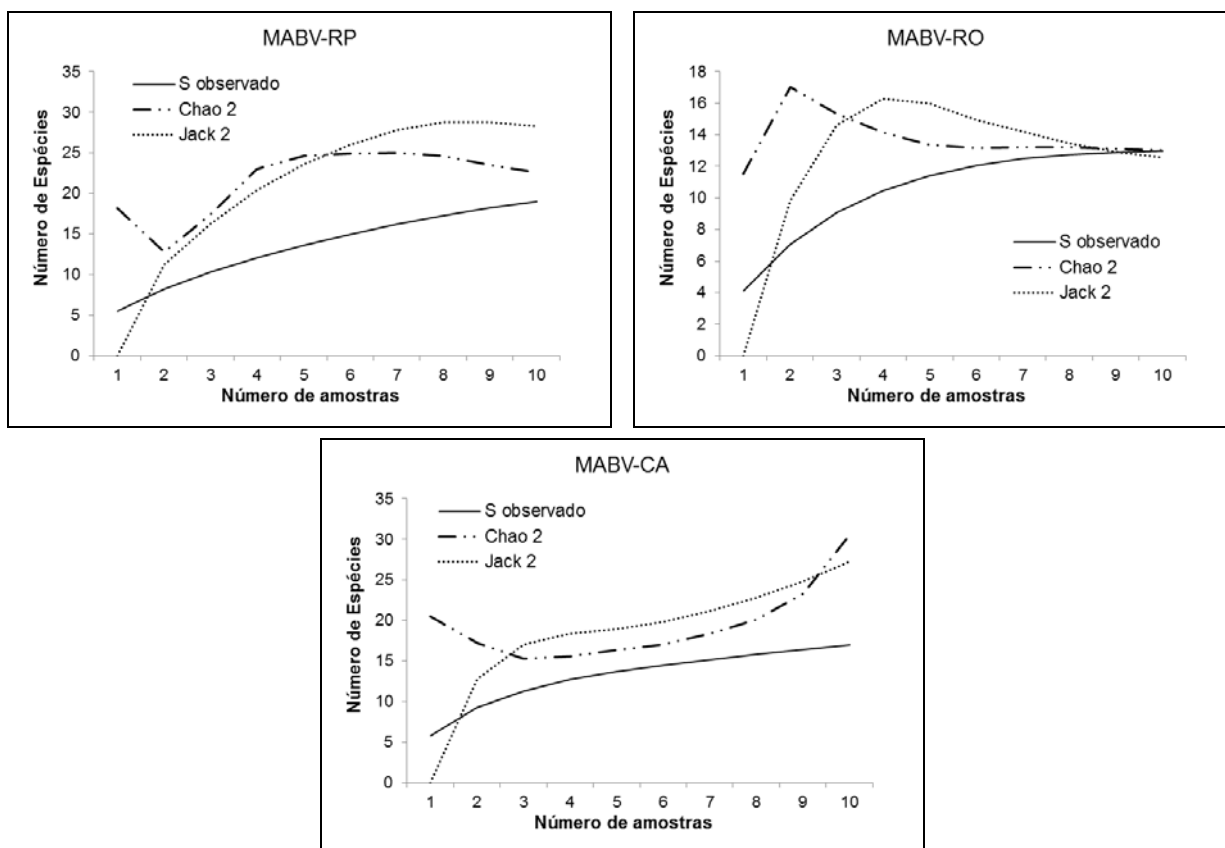 MABV-RP
Número de Espécies
35
30
25
20
15
10
5
0
S observado
Chao 2
Jack 2
1 2 3 4 5 6 7 8 9 10
Número de amostras
MABV-RO
Número de Espécies
18
16
14
12
10
8
6
4
2
0
S observado
Chao 2
Jack 2
1 2 3 4 5 6 7 8 9 10
Número de amostras
MABV-CA
Número de Espécies
35
30
25
20
15
10
5
0
S observado
Chao 2
Jack 2
1 2 3 4 5 6 7 8 9 10
Número de amostras